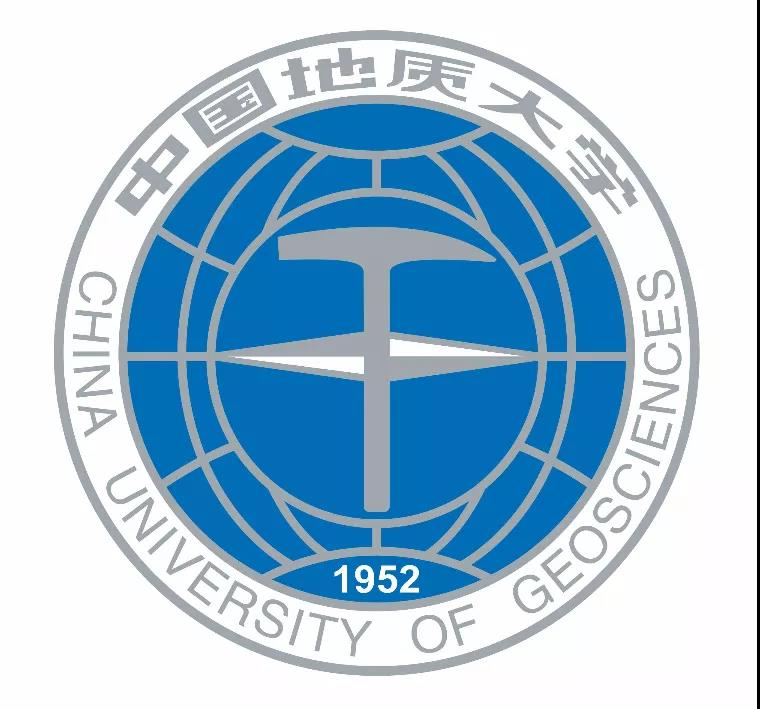 中国地质大学
CHINA UNIVERSITY OF GEOSCIENCES
1952